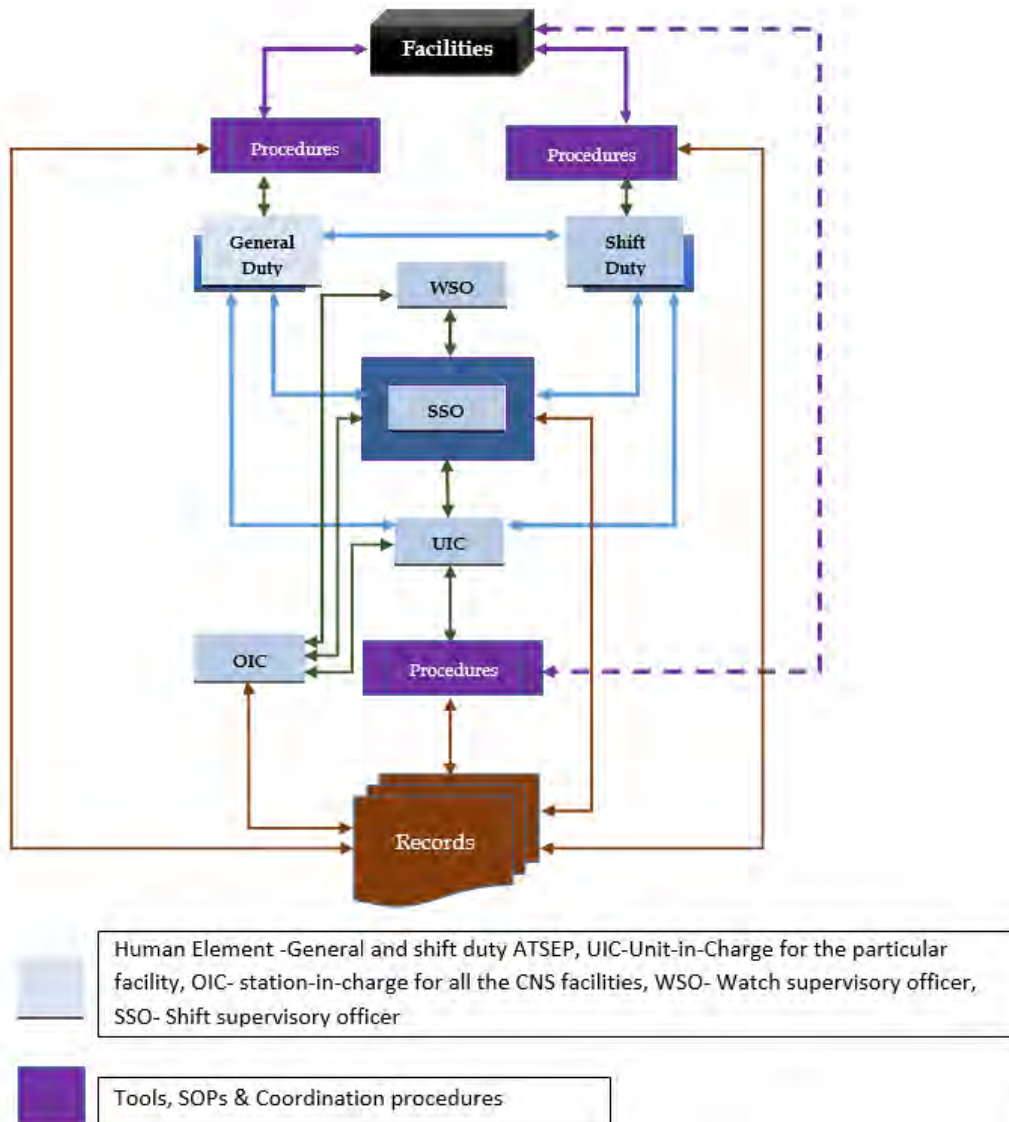 Facilities
Procedures
Procedures
General
Duty
Shift
Duty
WSO
SSO
UIC
OIC
Procedures
Records
Human Element -General and shift duty ATSEP, UIC-Unit-in-Charge for the particular
facility, OIC- station-in-charge for all the CNS facilities, WSO- Watch supervisory officer,
SSO- Shift supervisory officer
Tools, SOPs & Coordination procedures